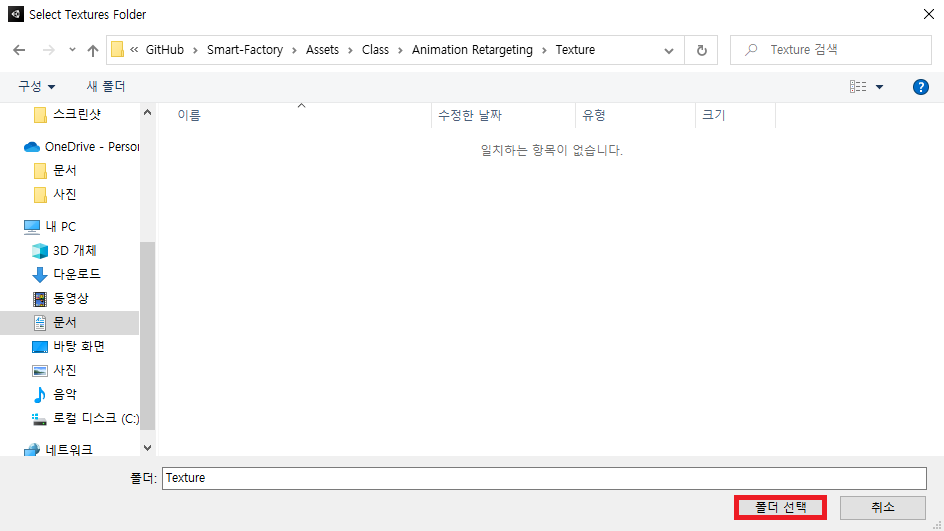 Select Textures Folder
« GitHub > Smart-Factory > Assets > Class > Animation Retargeting > Texture
Texture 검색
구성 새 폴더
이름 수정한 날짜 유형 크기
일치하는 항목이 없습니다.
스크린샷
OneDrive - Person
문서
사진
내 PC
3D 개체
다운로드
동영상
문서
바탕 화면
사진
음악
로컬 디스크 (C:)
네트워크
폴더: Texture
폴더 선택 취소